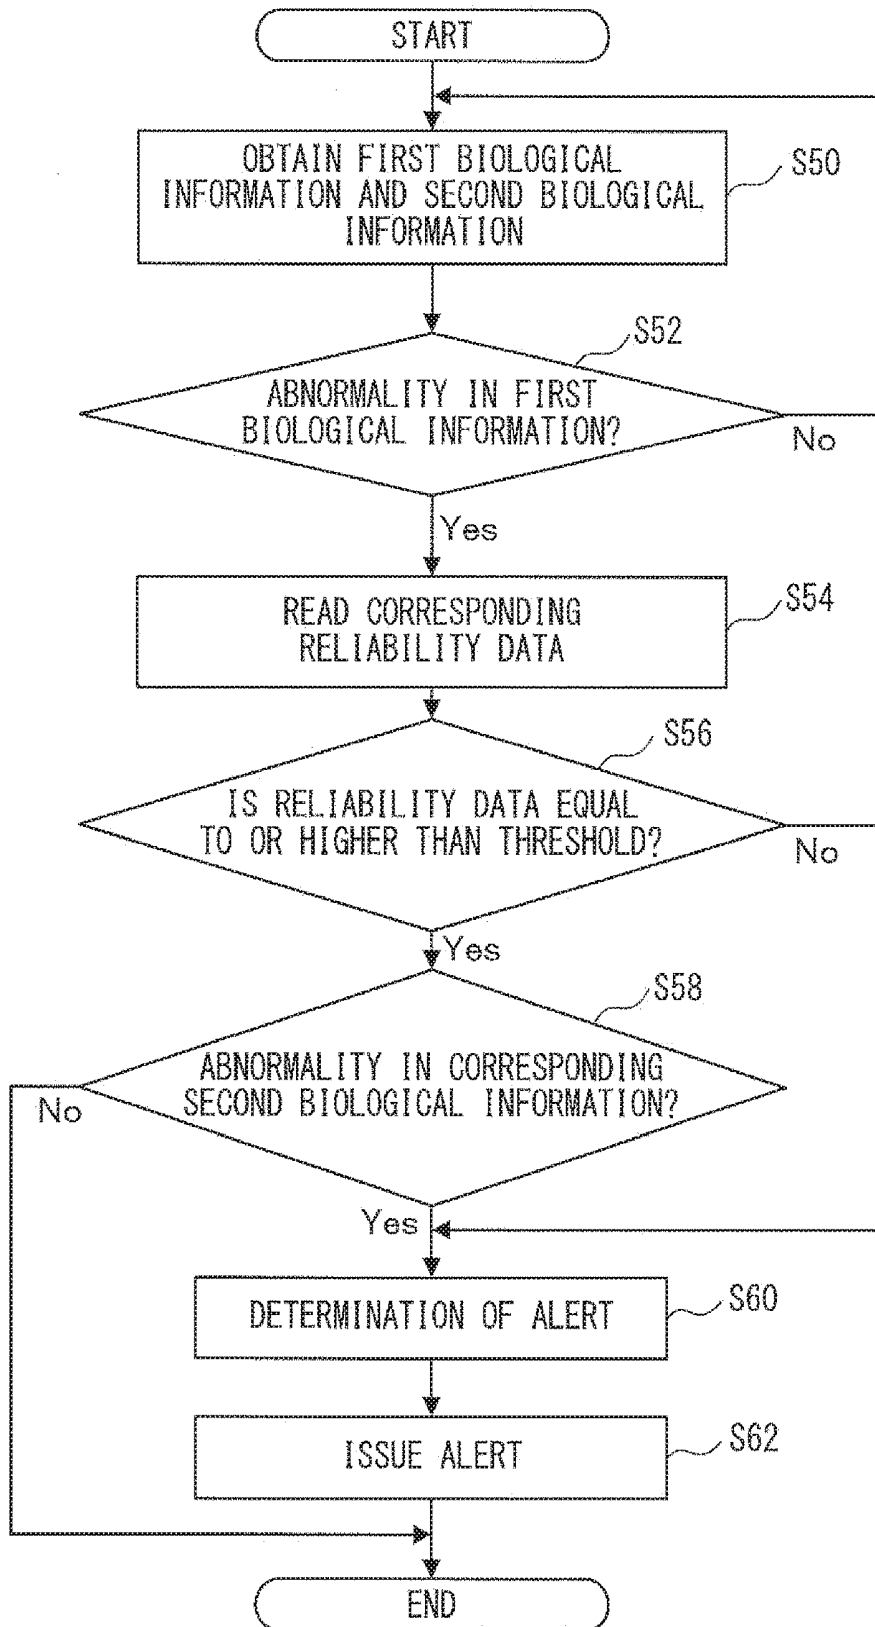 START
OBTAIN FIRST BIOLOGICAL
INFORMATION AND SECOND BIOLOGICAL
INFORMATION
S50
S52
ABNORMALITY IN FIRST
BIOLOGICAL INFORMATION?
No
Yes
S54
READ CORRESPONDING
RELIABILITY DATA
S56
IS RELIABILITY DATA EQUAL
TO OR HIGHER THAN THRESHOLD?
No
Yes
S58
ABNORMALITY IN CORRESPONDING
SECOND BIOLOGICAL INFORMATION?
No
Yes
DETERMINATION OF ALERT
S60
ISSUE ALERT
S62
END